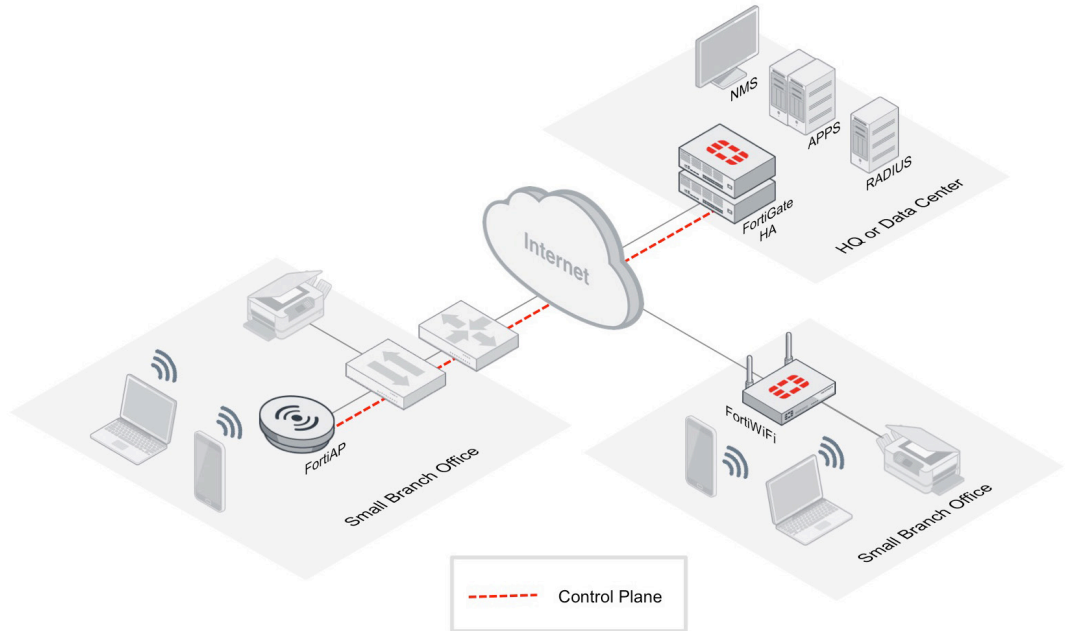 NMS
APPS
RADIUS
FortiGate
HA
HQ or Data Center
Internet
FortiAP
Small Branch Office
FortiWiFi
Small Branch Office
Control Plane